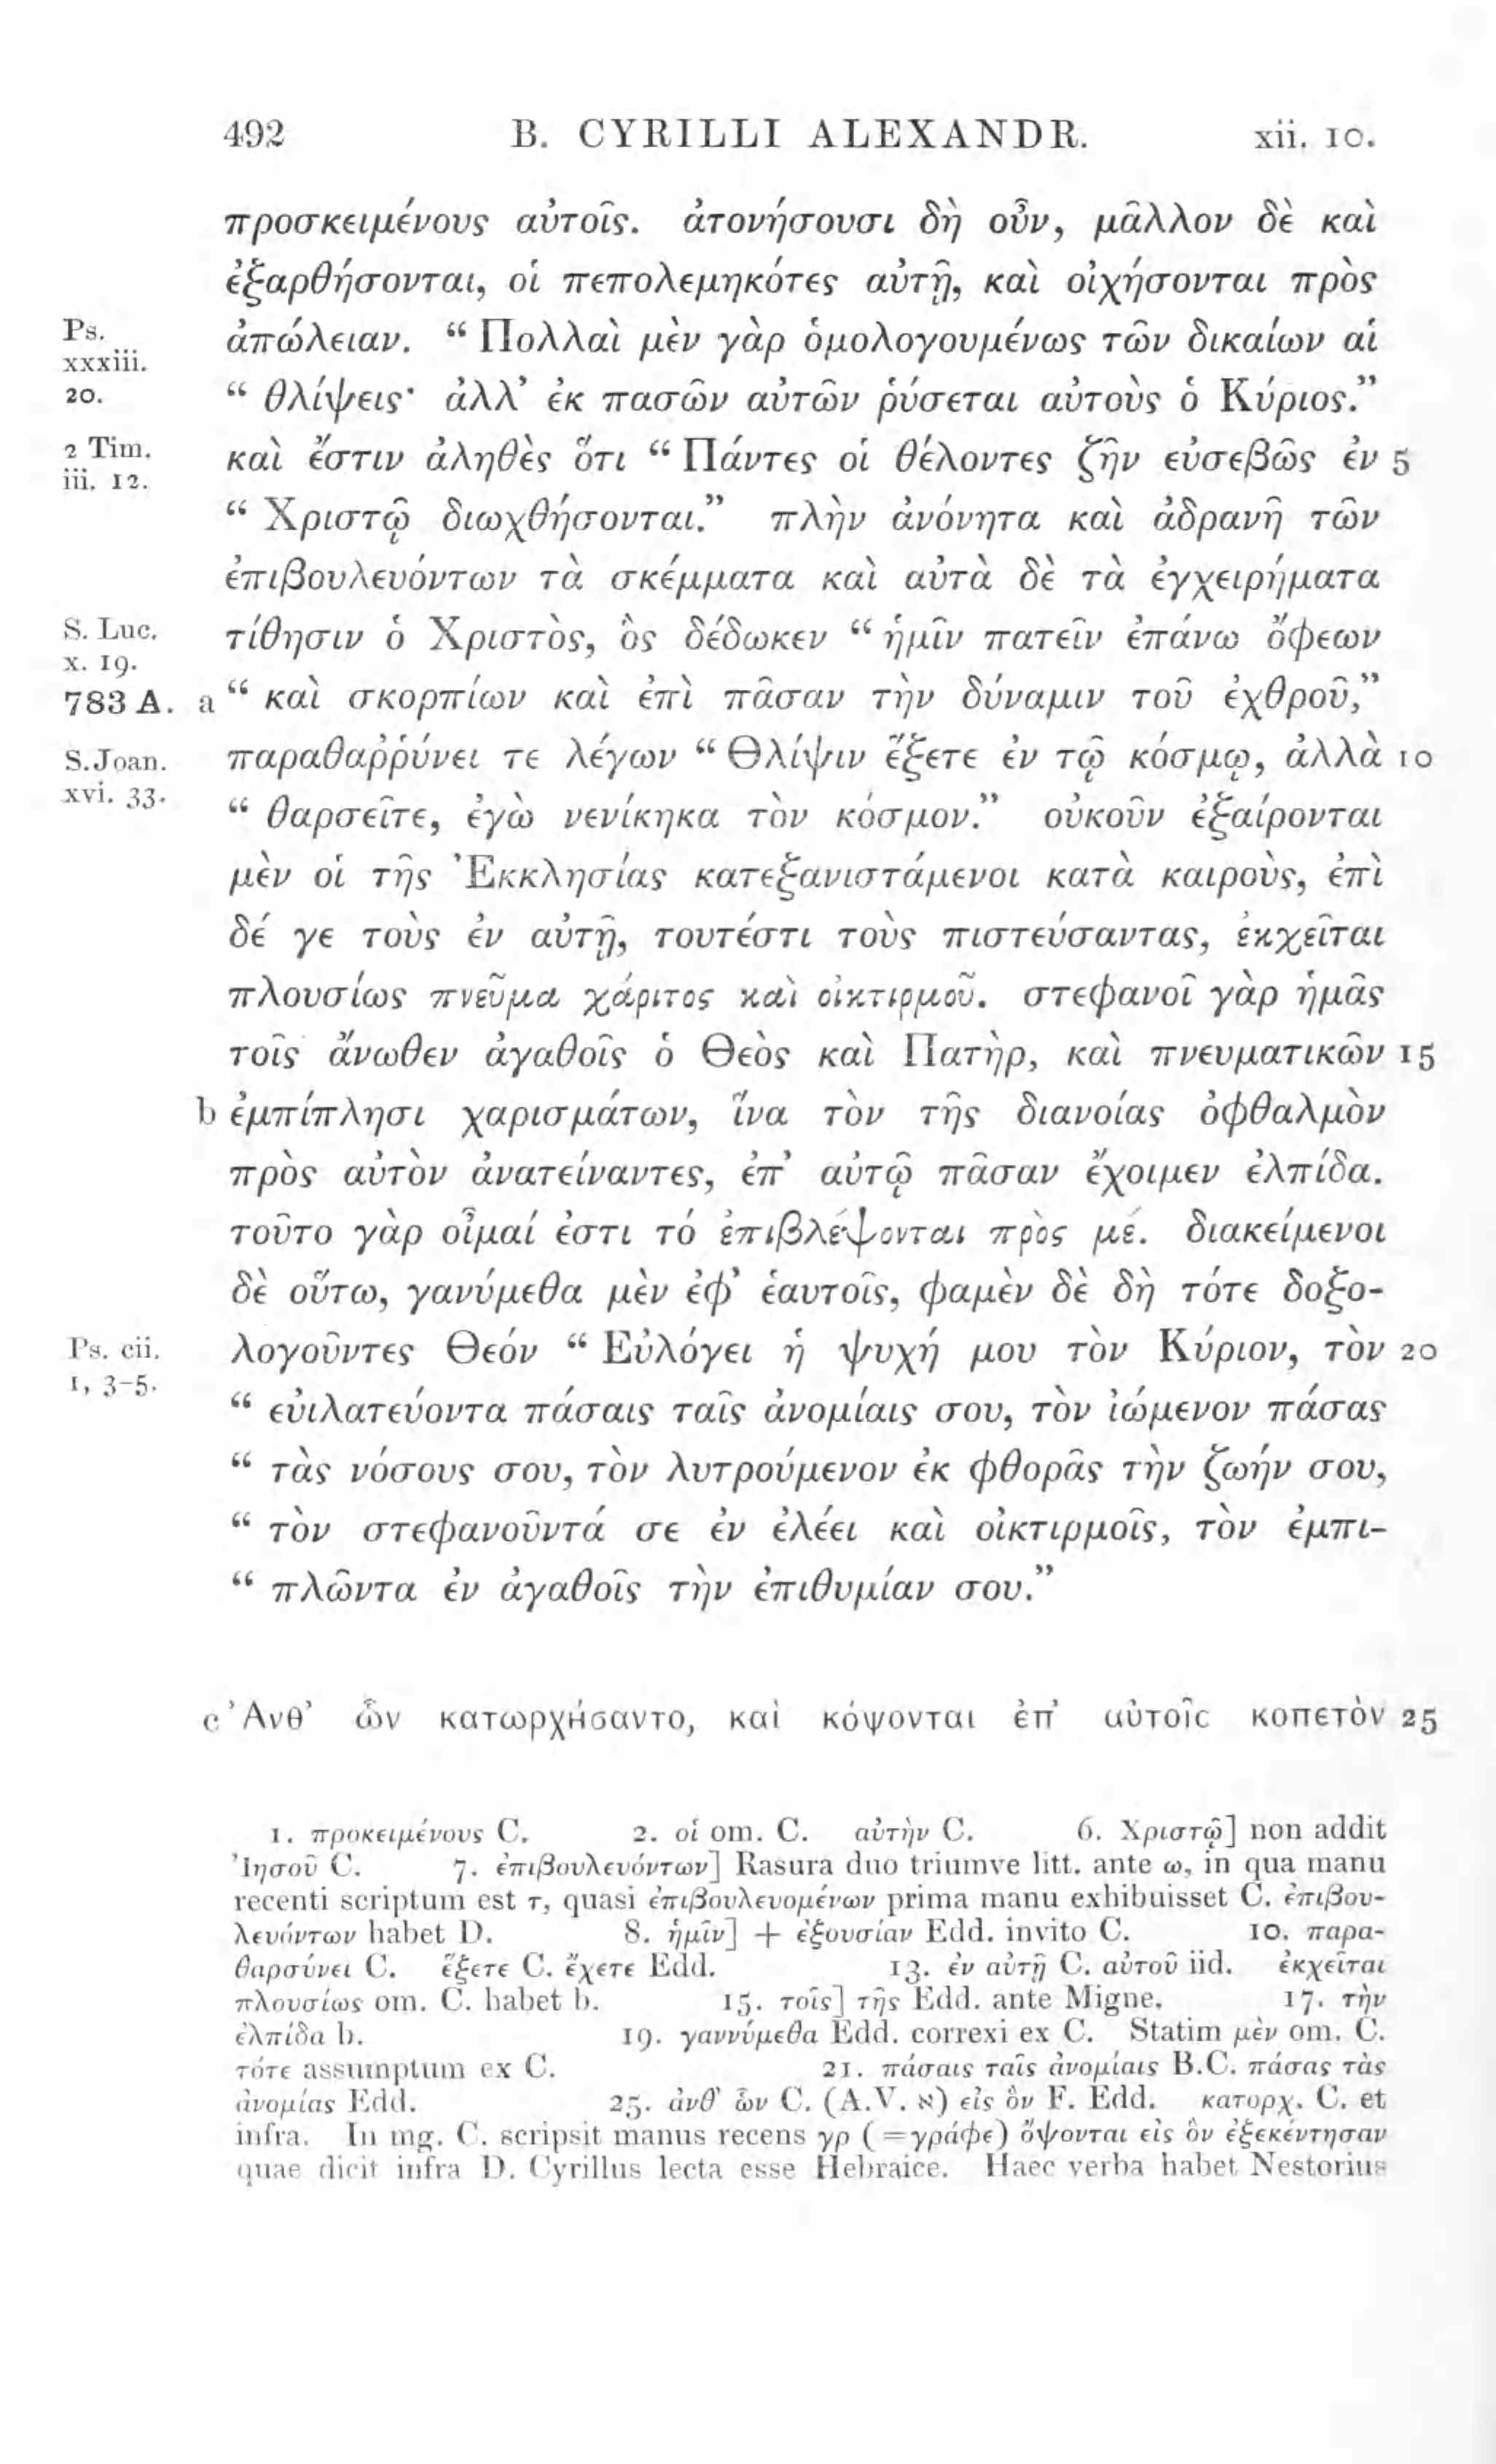 492 B. CYRILLI ALEXANDR. xii. 10.
προσκειμένους αὐτοῖς. ἀτονήσουσι δὴ οὖν, μᾶλλον δὲ καὶ
ἐξαρθήσονται, οἱ πεπολεμηκότες αὐτῇ, καὶ οἰχήσονται πρὸς
Ps. xxxiii. 20. ἀπώλειαν. “ Πολλαὶ μὲν γὰρ ὁμολογουμένως τῶν δικαίων αἱ
“ θλίψεις· ἀλλ’ ἐκ πασῶν αὐτῶν ῥύσεται αὐτοὺς ὁ Κύριος.”
2 Tim. iii. 12. καὶ ἔστιν ἀληθὲς ὅτι “ Πάντες οἱ θέλοντες ζῆν εὐσεβῶς ἐν 5
“ Χριστῷ διωχθήσονται.” πλὴν ἀνόνητα καὶ ἀδρανῆ τῶν
ἐπιβουλευόντων τὰ σκέμματα καὶ αὐτὰ δὲ τὰ ἐγχειρήματα
S. Luc. x. 19. τίθησιν ὁ Χριστὸς, ὃς δέδωκεν “ ἡμῖν πατεῖν ἐπάνω ὄφεων
783 A. a “ καὶ σκορπίων καὶ ἐπὶ πᾶσαν τὴν δύναμιν τοῦ ἐχθροῦ,”
S. Joan. xvi. 33. παραθαῤῥύνει τε λέγων “ Θλίψιν ἕξετε ἐν τῷ κόσμῳ, ἀλλὰ 10
“ θαρσεῖτε, ἐγὼ νενίκηκα τὸν κόσμον.” οὐκοῦν ἐξαίρονται
μὲν οἱ τῆς Ἐκκλησίας κατεξανιστάμενοι κατὰ καιροὺς, ἐπὶ
δέ γε τοὺς ἐν αὐτῇ, τουτέστι τοὺς πιστεύσαντας, ἐκχεῖται
πλουσίως πνεῦμα χάριτος καὶ οἰκτιρμοῦ. στεφανοῖ γὰρ ἡμᾶς
τοῖς ἄνωθεν ἀγαθοῖς ὁ Θεὸς καὶ Πατὴρ, καὶ πνευματικῶν 15
b ἐμπίπλησι χαρισμάτων, ἵνα τὸν τῆς διανοίας ὀφθαλμὸν
πρὸς αὐτὸν ἀνατείναντες, ἐπ’ αὐτῷ πᾶσαν ἔχοιμεν ἐλπίδα.
τοῦτο γὰρ οἶμαί ἐστι τό ἐπιβλέψονται πρός μέ. διακείμενοι
δὲ οὕτω, γανύμεθα μὲν ἐφ’ ἑαυτοῖς, φαμὲν δὲ δὴ τότε δοξο-
Ps. cii. 1, 3-5. λογοῦντες Θεόν “ Εὐλόγει ἡ ψυχή μου τὸν Κύριον, τὸν 20
“ εὐιλατεύοντα πάσαις ταῖς ἀνομίαις σου, τὸν ἰώμενον πάσας
“ τὰς νόσους σου, τὸν λυτρούμενον ἐκ φθορᾶς τὴν ζωήν σου,
“ τὸν στεφανοῦντά σε ἐν ἐλέει καὶ οἰκτιρμοῖς, τὸν ἐμπι-
“ πλῶντα ἐν ἀγαθοῖς τὴν ἐπιθυμίαν σου.”
c Ἀνθ’ ὧν κατωρχήσαντο, καὶ κόψονται ἐπ’ αὐτοῖς κοπετὸν 25
1. προκειμένους C. 2. οἱ om. C. αὐτὴν C. 6. Χριστῷ] non addit
Ἰησοῦ C. 7. ἐπιβουλευόντων] Rasura duo triumve litt. ante ω, in qua manu
recenti scriptum est τ, quasi ἐπιβουλευομένων prima manu exhibuisset C. ἐπιβου-
λευόντων habet D. 8. ἡμῖν] + ἐξουσίαν Edd. invito C. 10. παρα-
θαρσύνει C. ἕξετε C. ἔχετε Edd. 13. ἐν αὐτῇ C. αὐτοῦ iid. ἐκχεῖται
πλουσίως om. C. habet b. 15. τοῖς] τῆς Edd. ante Migne. 17. τὴν
ἐλπίδα b. 19. γαννύμεθα Edd. correxi ex C. Statim μὲν om. C.
τότε assumptum ex C. 21. πάσαις ταῖς ἀνομίαις B.C. πάσας τὰς
ἀνομίας Edd. 25. ἀνθ’ ὧν C. (A.V. א) εἰς ὃν F. Edd. κατορχ. C. et
infra. In mg. C. scripsit manus recens γρ ( = γράφε) ὄψονται εἰς ὃν ἐξεκέντησαν
quae dicit infra D. Cyrillus lecta esse Hebraice. Haec verba habet Nestorius